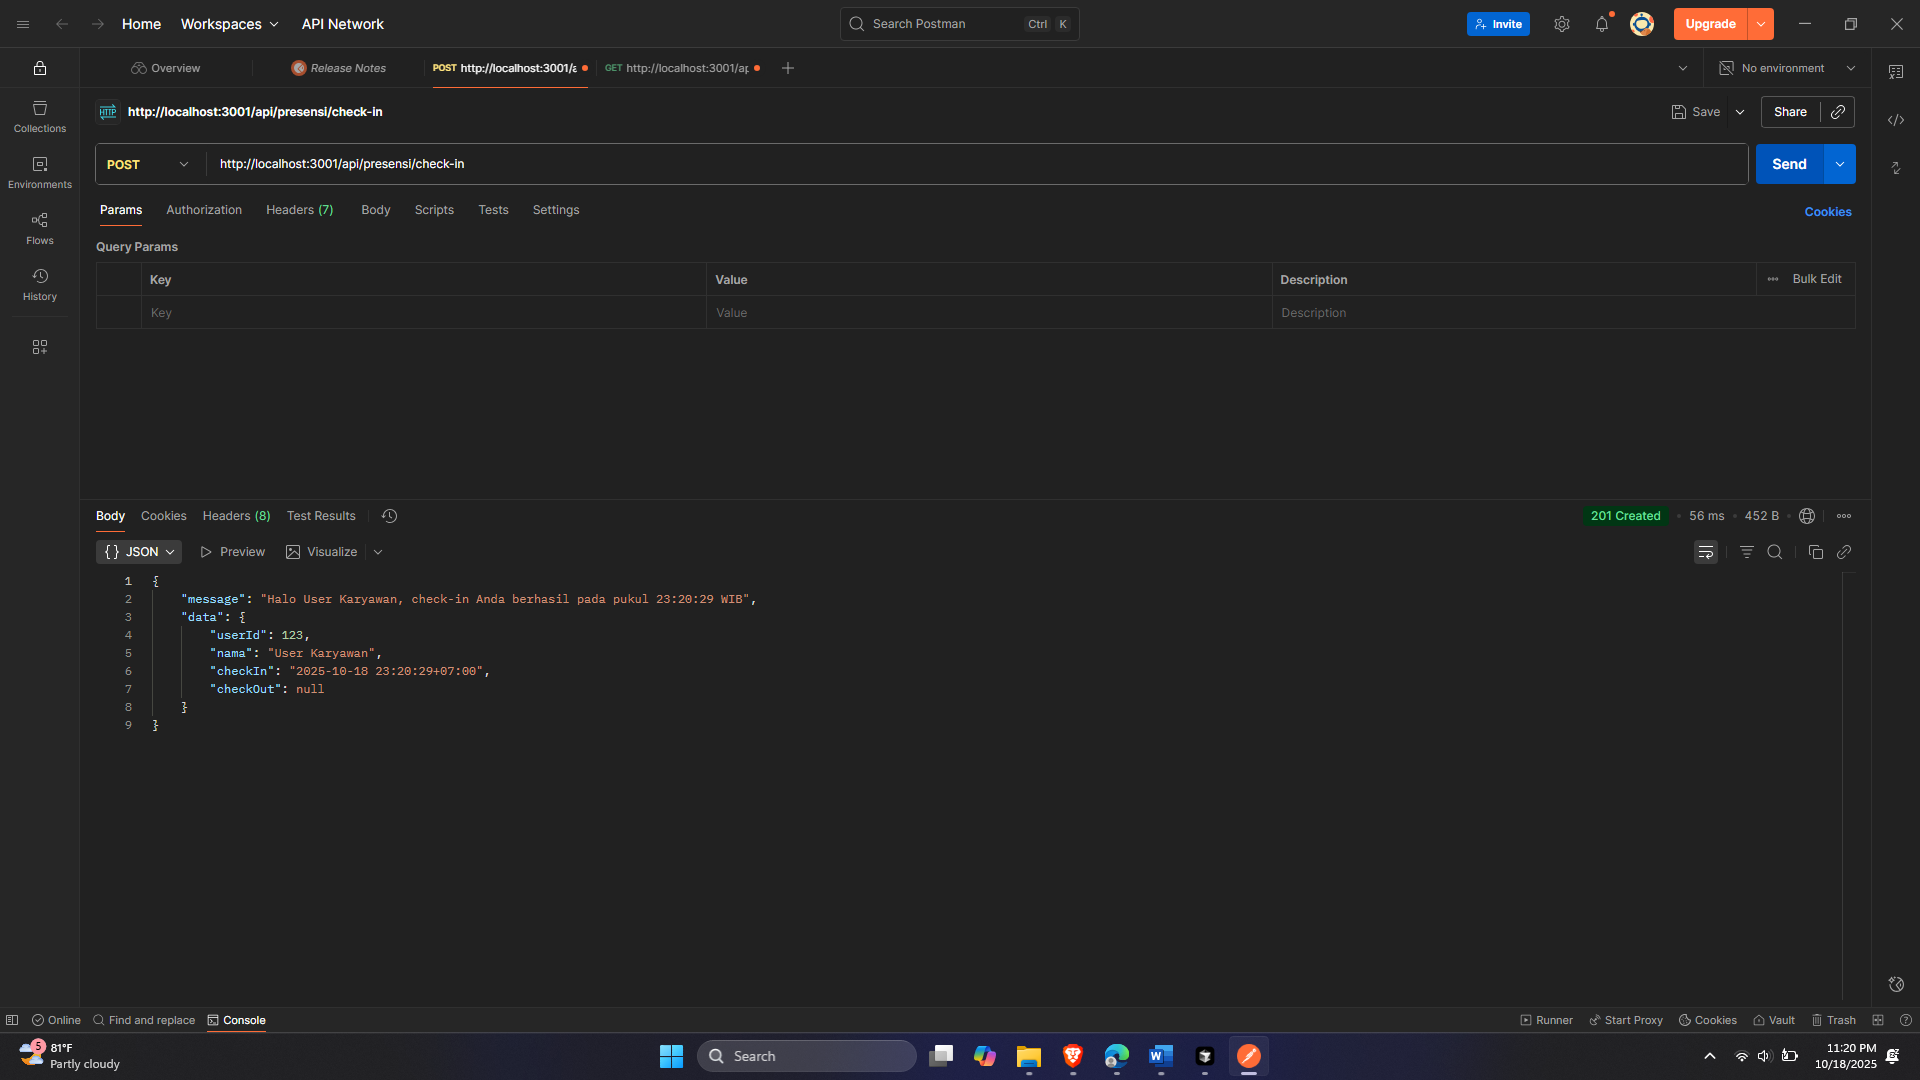 Home
Workspaces
API Network
Search Postman
Ctrl K
Invite
Upgrade
Overview
Release Notes
POST http://localhost:3001/a
GET http://localhost:3001/ap
No environment
HTTP http://localhost:3001/api/presensi/check-in
Save
Share
Collections
Environments
Flows
History
POST
http://localhost:3001/api/presensi/check-in
Send
Params
Authorization
Headers (7)
Body
Scripts
Tests
Settings
Cookies
Query Params
Key
Value
Description
Bulk Edit
Key
Value
Description
Body
Cookies
Headers (8)
Test Results
201 Created
56 ms
452 B
{} JSON
Preview
Visualize
1 {
2 "message": "Halo User Karyawan, check-in Anda berhasil pada pukul 23:20:29 WIB",
3 "data": {
4 "userId": 123,
5 "nama": "User Karyawan",
6 "checkIn": "2025-10-18 23:20:29+07:00",
7 "checkOut": null
8 }
9 }
Online
Find and replace
Console
Runner
Start Proxy
Cookies
Vault
Trash
5
81°F
Partly cloudy
Search
11:20 PM
10/18/2025